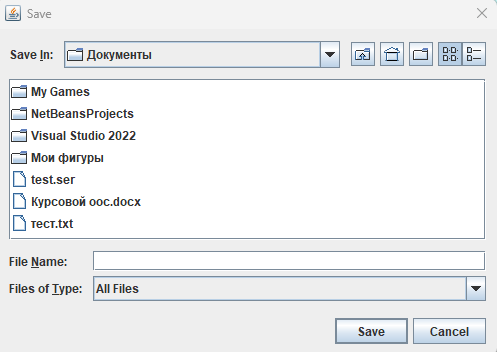 Save
Save In: Документы
My Games
NetBeansProjects
Visual Studio 2022
Мои фигуры
test.ser
Курсовой оос.docx
тест.txt
File Name:
Files of Type: All Files
Save Cancel